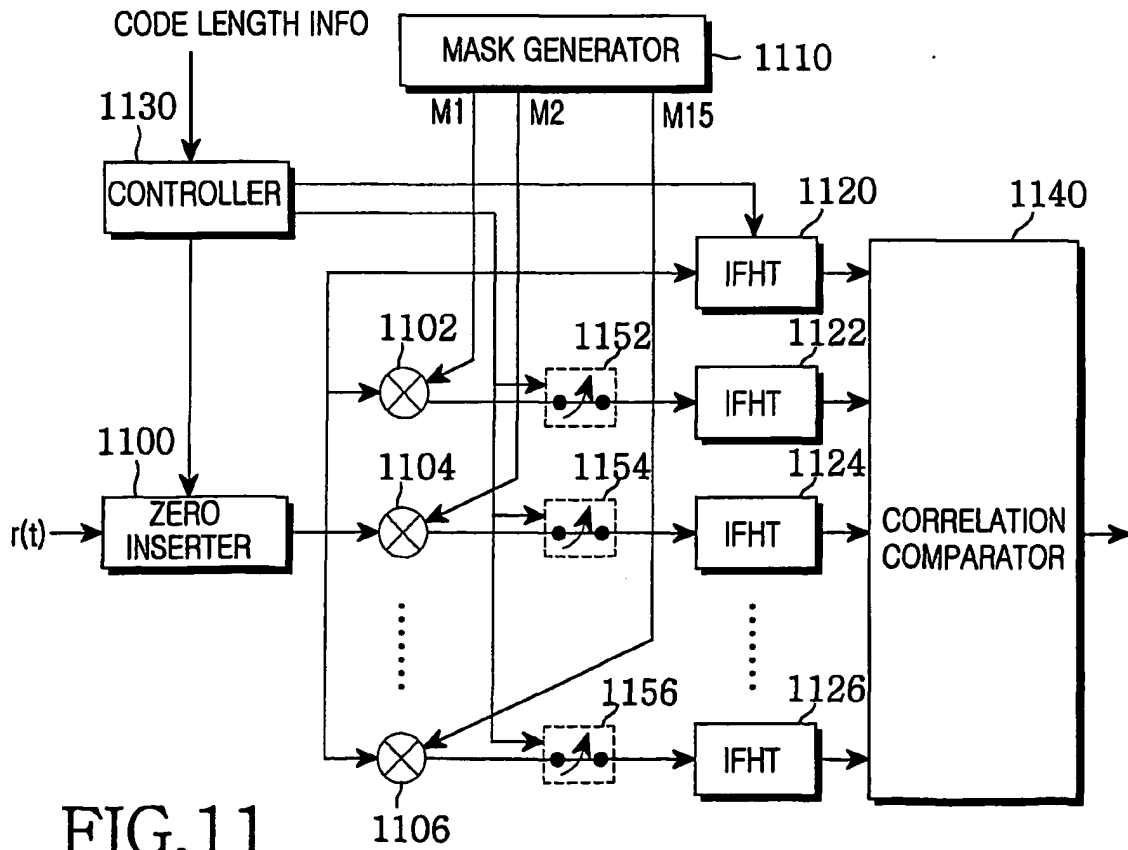 CODE LENGTH INFO
MASK GENERATOR
1110
M1
M2
M15
1130
CONTROLLER
1120
IFHT
1140
1102
1152
1122
IFHT
1100
ZERO
INSERTER
r(t)
1104
1154
1124
IFHT
CORRELATION
COMPARATOR
1156
1126
IFHT
1106
FIG.11